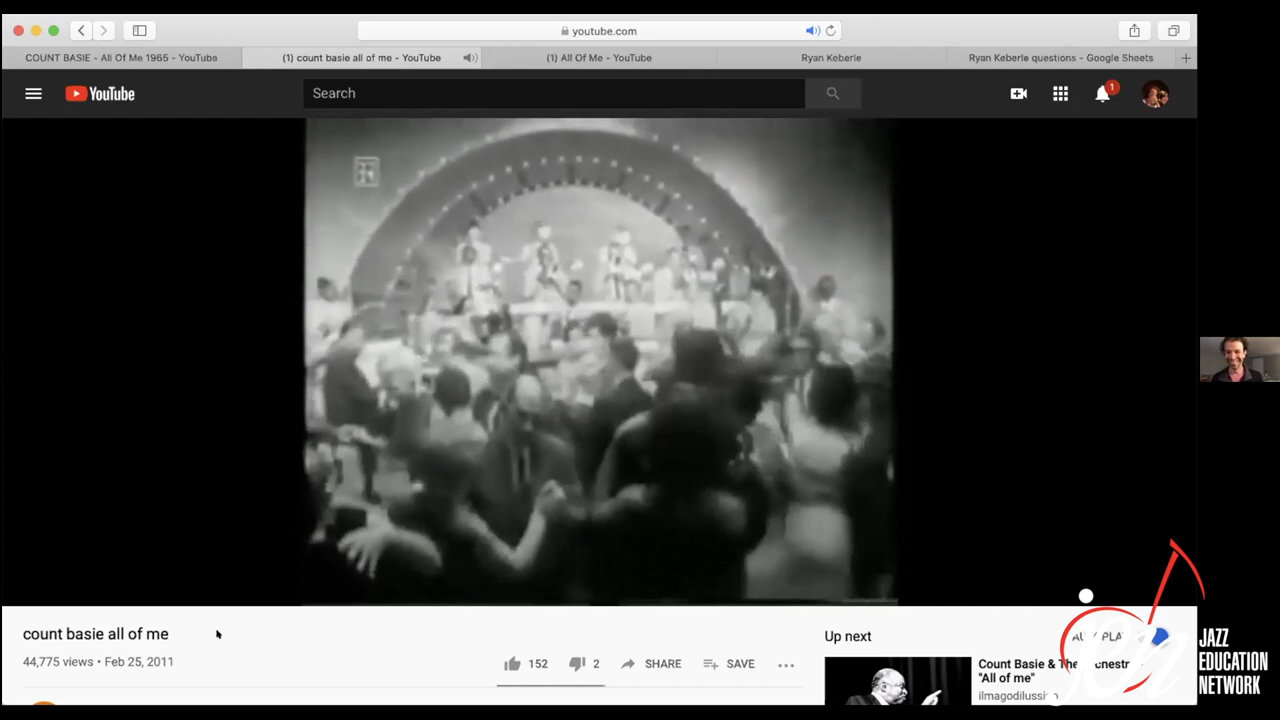 youtube.com
COUNT BASIE - All Of Me 1965 - YouTube
(1) count basie all of me - YouTube
(1) All Of Me - YouTube
Ryan Keberle
Ryan Keberle questions - Google Sheets
YouTube
Search
1
count basie all of me
44,775 views • Feb 25, 2011
152
2
SHARE
SAVE
Up next
Count Basie & The
"All of me"
JAZZ
EDUCATION
NETWORK